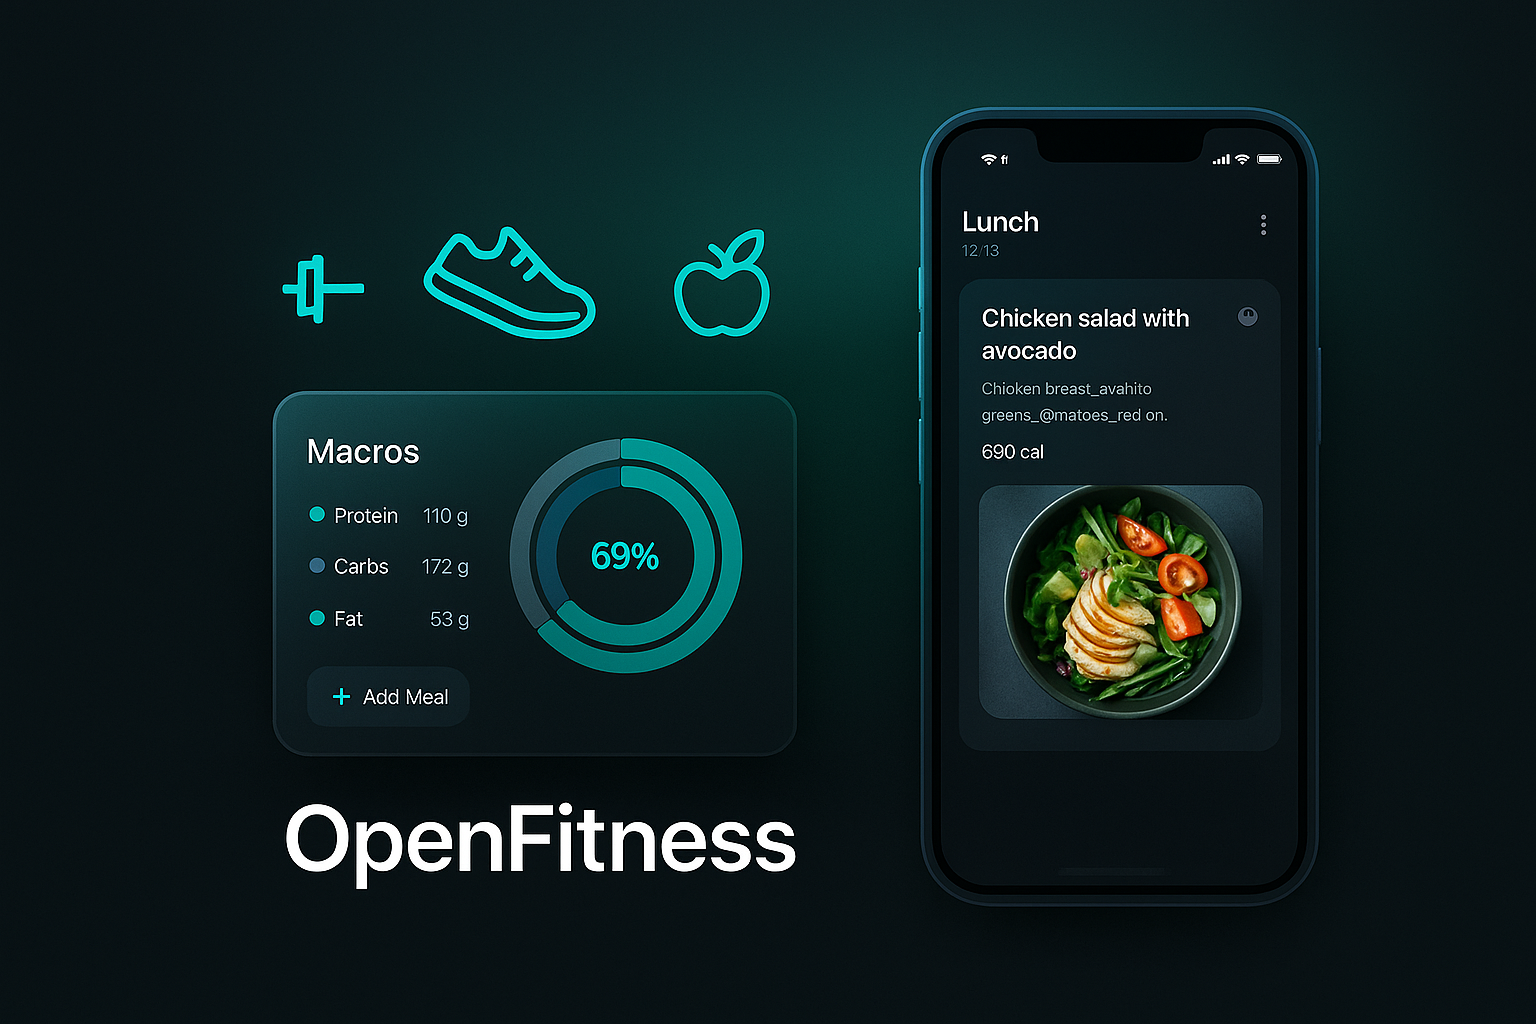 Macros
Protein 110 g
Carbs 172 g
Fat 53 g
69%
+ Add Meal
OpenFitness
Lunch
12/13
Chicken salad with
avocado
Chioken breast_avahito
greens_@matoes_red on.
690 cal